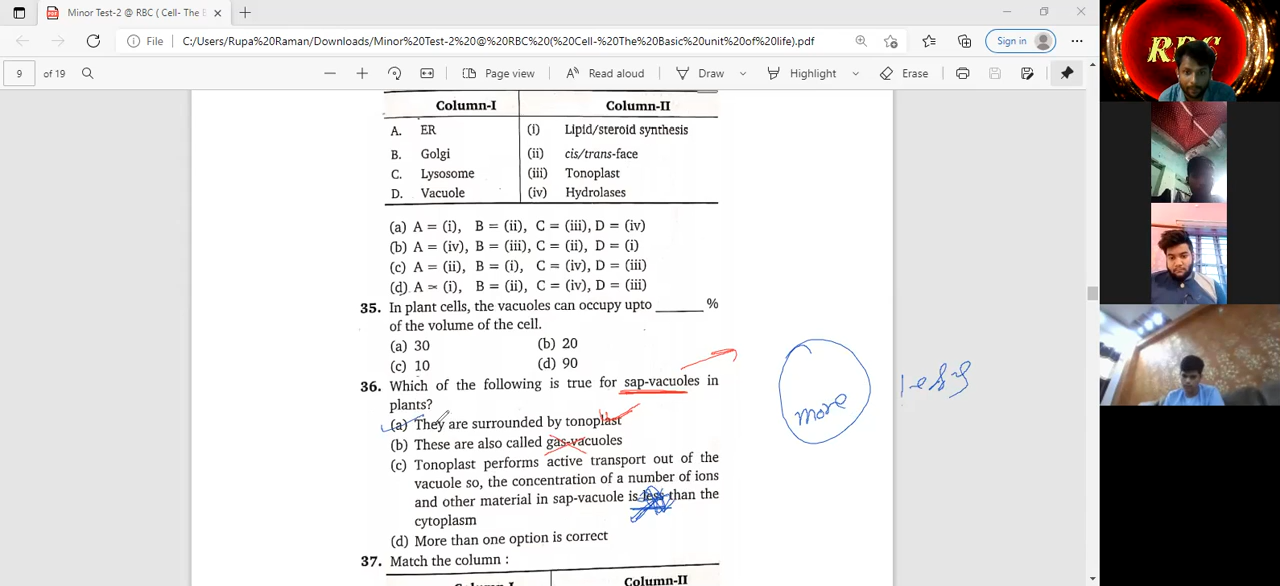 Minor Test-2 @ RBC ( Cell- The B
File C:/Users/Rupa%20Raman/Downloads/Minor%20Test-2%20@%20RBC%20(%20Cell-%20The%20Basic%20unit%20of%20life).pdf
Sign in
9 of 19
Page view
Read aloud
Draw
Highlight
Erase
RBC
Column-I Column-II
A. ER (i) Lipid/steroid synthesis
B. Golgi (ii) cis/trans-face
C. Lysosome (iii) Tonoplast
D. Vacuole (iv) Hydrolases
(a) A = (i), B = (ii), C = (iii), D = (iv)
(b) A = (iv), B = (iii), C = (ii), D = (i)
(c) A = (ii), B = (i), C = (iv), D = (iii)
(d) A = (i), B = (ii), C = (iv), D = (iii)
35. In plant cells, the vacuoles can occupy upto ______ %
of the volume of the cell.
(a) 30 (b) 20
(c) 10 (d) 90
36. Which of the following is true for sap-vacuoles in
plants?
(a) They are surrounded by tonoplast
(b) These are also called gas-vacuoles
(c) Tonoplast performs active transport out of the
vacuole so, the concentration of a number of ions
and other material in sap-vacuole is less than the
cytoplasm
(d) More than one option is correct
more
less
37. Match the column :
Column-I Column-II